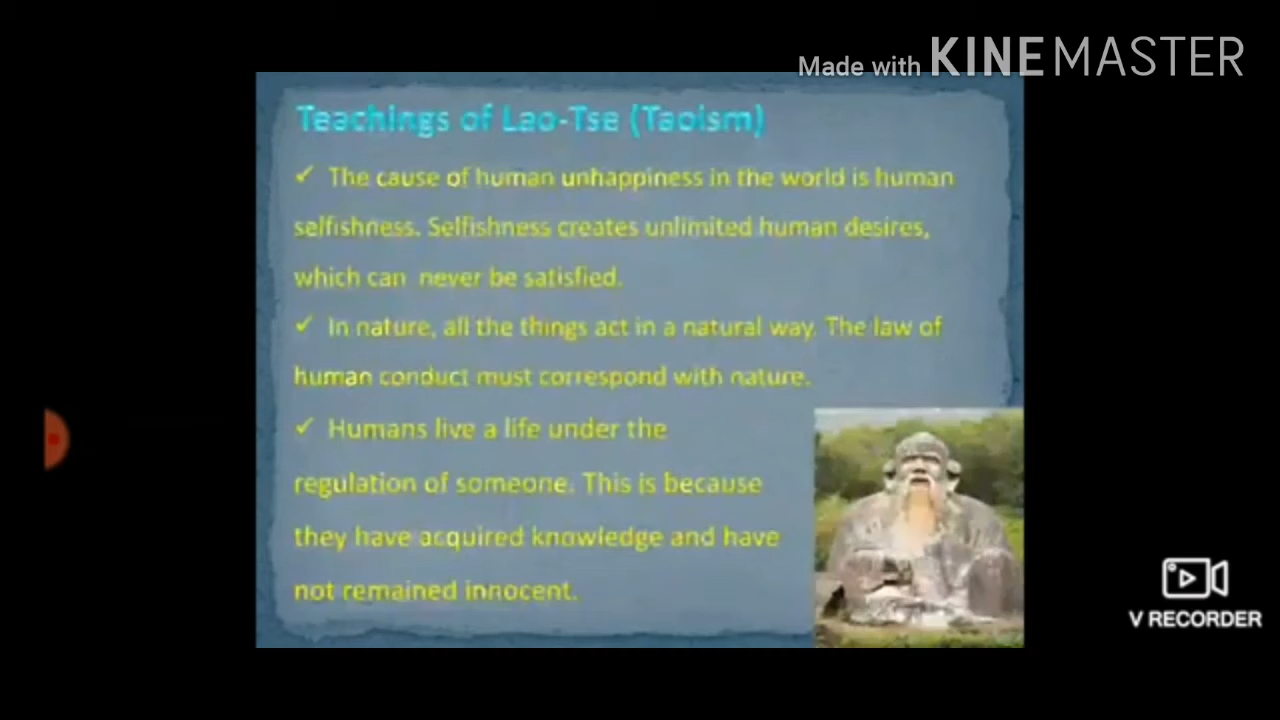 Made with KINEMASTER
Teachings of Lao-Tse (Taoism)
✓ The cause of human unhappiness in the world is human
selfishness. Selfishness creates unlimited human desires,
which can never be satisfied.
✓ In nature, all the things act in a natural way. The law of
human conduct must correspond with nature.
✓ Humans live a life under the
regulation of someone. This is because
they have acquired knowledge and have
not remained innocent.
V RECORDER